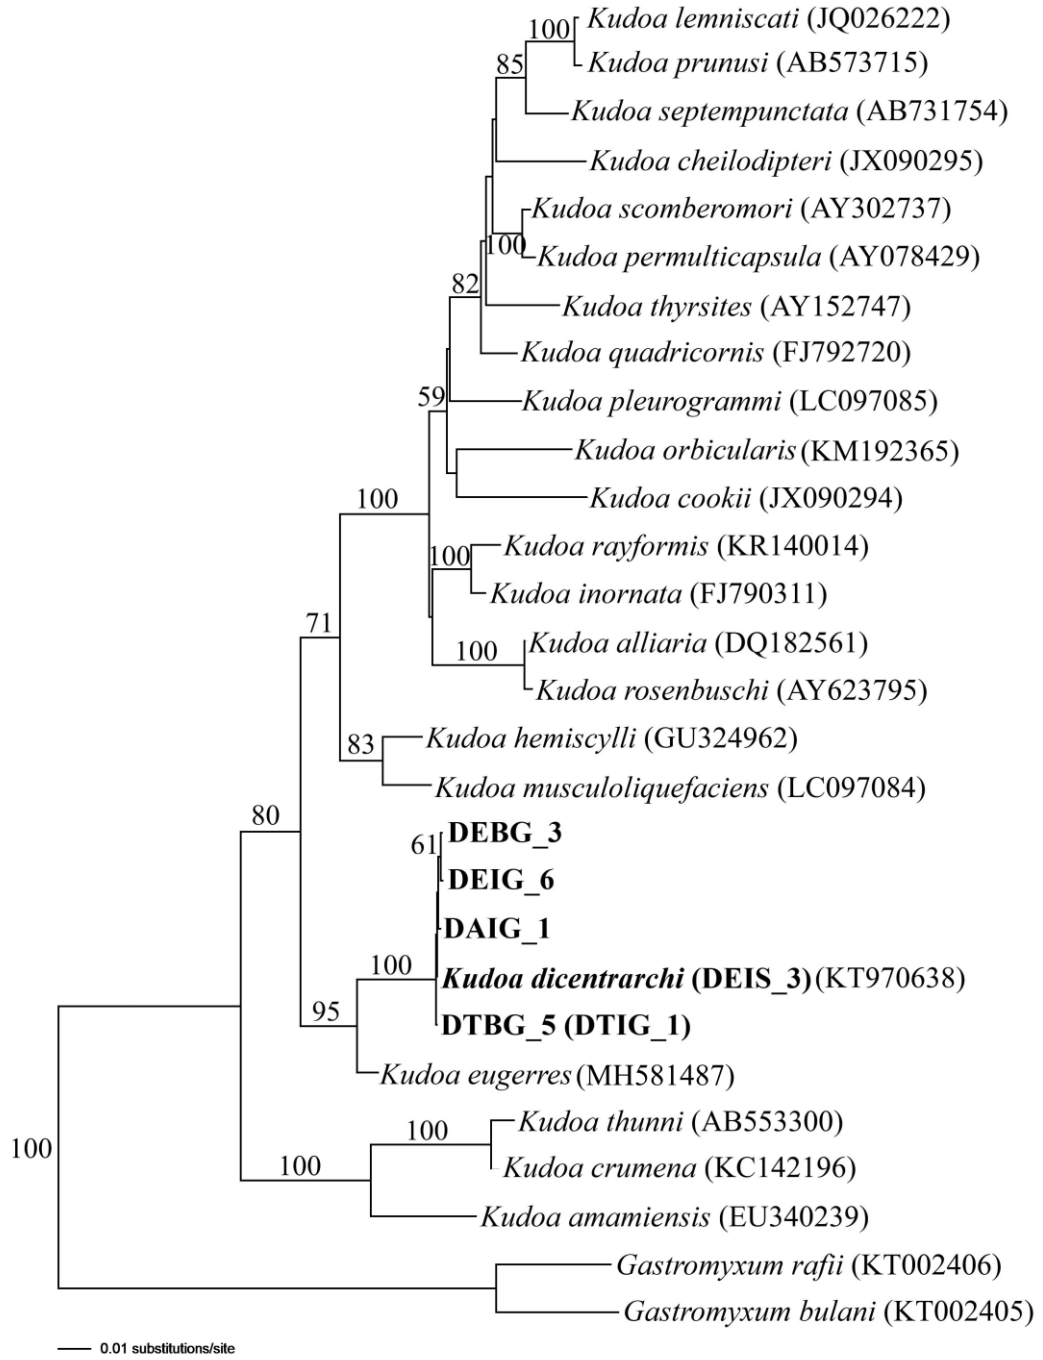 100
Kudoa lemniscati (JQ026222)
85
Kudoa prunusi (AB573715)
Kudoa septempunctata (AB731754)
Kudoa cheilodipteri (JX090295)
Kudoa scomberomori (AY302737)
100
Kudoa permulticapsula (AY078429)
82
Kudoa thyrsites (AY152747)
Kudoa quadricornis (FJ792720)
59
Kudoa pleurogrammi (LC097085)
Kudoa orbicularis (KM192365)
100
Kudoa cookii (JX090294)
100
Kudoa rayformis (KR140014)
Kudoa inornata (FJ790311)
71
100
Kudoa alliaria (DQ182561)
Kudoa rosenbuschi (AY623795)
83
Kudoa hemiscylli (GU324962)
Kudoa musculoliquefaciens (LC097084)
80
61
DEBG_3
DEIG_6
DAIG_1
100
Kudoa dicentrarchi (DEIS_3) (KT970638)
95
DTBG_5 (DTIG_1)
Kudoa eugerres (MH581487)
100
100
Kudoa thunni (AB553300)
100
Kudoa crumena (KC142196)
Kudoa amamiensis (EU340239)
Gastromyxum rafii (KT002406)
Gastromyxum bulani (KT002405)
0.01 substitutions/site